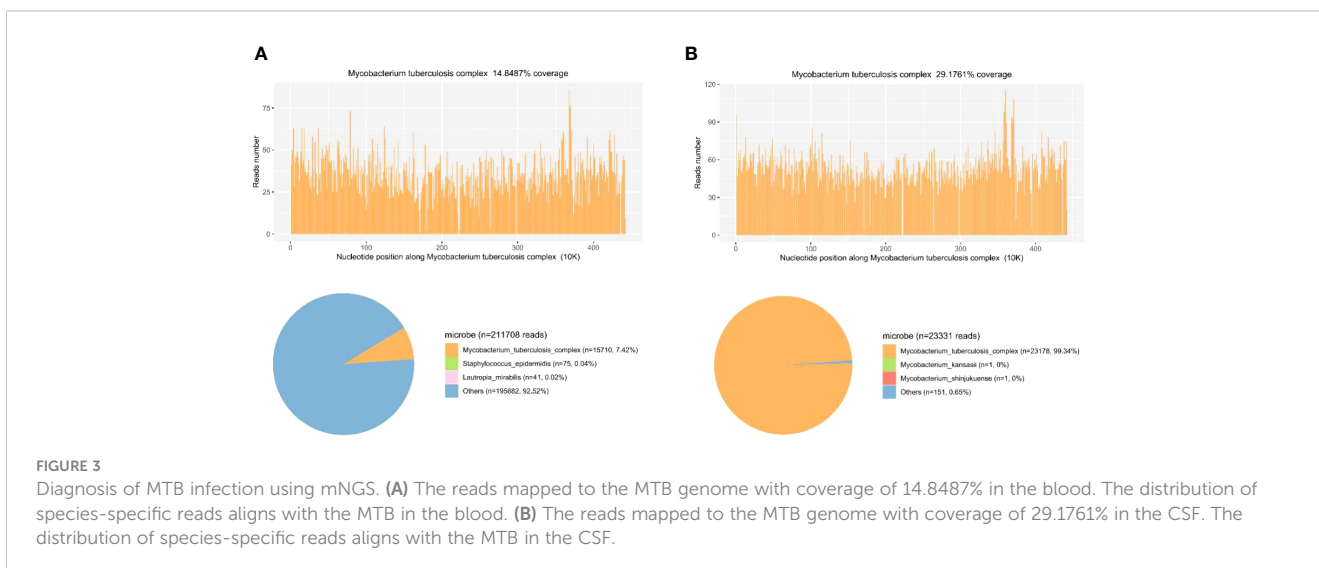 A
Mycobacterium tuberculosis complex 14.8487% coverage
75
50
25
0
Reads number
0 100 200 300 400
Nucleotide position along Mycobacterium tuberculosis complex (10K)
microbe (n=211708 reads)
Mycobacterium_tuberculosis_complex (n=15710, 7.42%)
Staphylococcus_epidermidis (n=75, 0.04%)
Lautropia_mirabilis (n=41, 0.02%)
Others (n=195882, 92.52%)
B
Mycobacterium tuberculosis complex 29.1761% coverage
120
90
60
30
0
Reads number
0 100 200 300 400
Nucleotide position along Mycobacterium tuberculosis complex (10K)
microbe (n=23331 reads)
Mycobacterium_tuberculosis_complex (n=23178, 99.34%)
Mycobacterium_kansasii (n=1, 0%)
Mycobacterium_shinjukuense (n=1, 0%)
Others (n=151, 0.65%)
FIGURE 3
Diagnosis of MTB infection using mNGS. (A) The reads mapped to the MTB genome with coverage of 14.8487% in the blood. The distribution of
species-specific reads aligns with the MTB in the blood. (B) The reads mapped to the MTB genome with coverage of 29.1761% in the CSF. The
distribution of species-specific reads aligns with the MTB in the CSF.